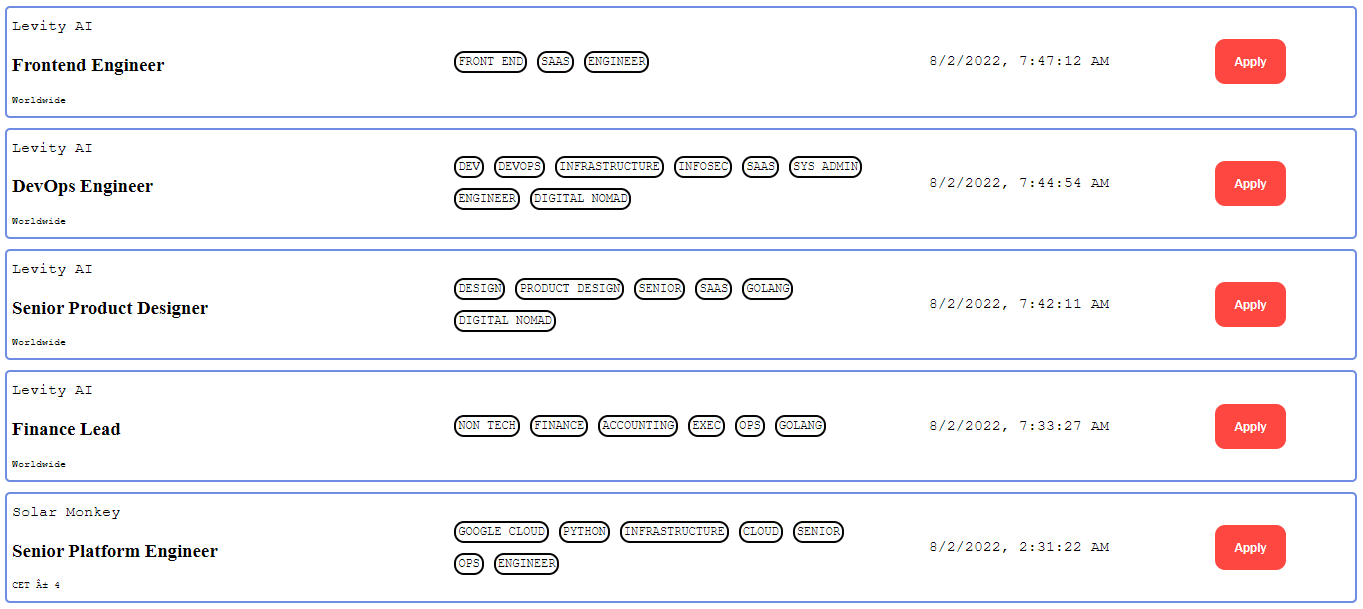 Levity AI
Frontend Engineer
Worldwide
FRONT END SAAS ENGINEER
8/2/2022, 7:47:12 AM
Apply
Levity AI
DevOps Engineer
Worldwide
DEV DEVOPS INFRASTRUCTURE INFOSEC SAAS SYS ADMIN
ENGINEER DIGITAL NOMAD
8/2/2022, 7:44:54 AM
Apply
Levity AI
Senior Product Designer
Worldwide
DESIGN PRODUCT DESIGN SENIOR SAAS GOLANG
DIGITAL NOMAD
8/2/2022, 7:42:11 AM
Apply
Levity AI
Finance Lead
Worldwide
NON TECH FINANCE ACCOUNTING EXEC OPS GOLANG
8/2/2022, 7:33:27 AM
Apply
Solar Monkey
Senior Platform Engineer
CET Â± 4
GOOGLE CLOUD PYTHON INFRASTRUCTURE CLOUD SENIOR
OPS ENGINEER
8/2/2022, 2:31:22 AM
Apply